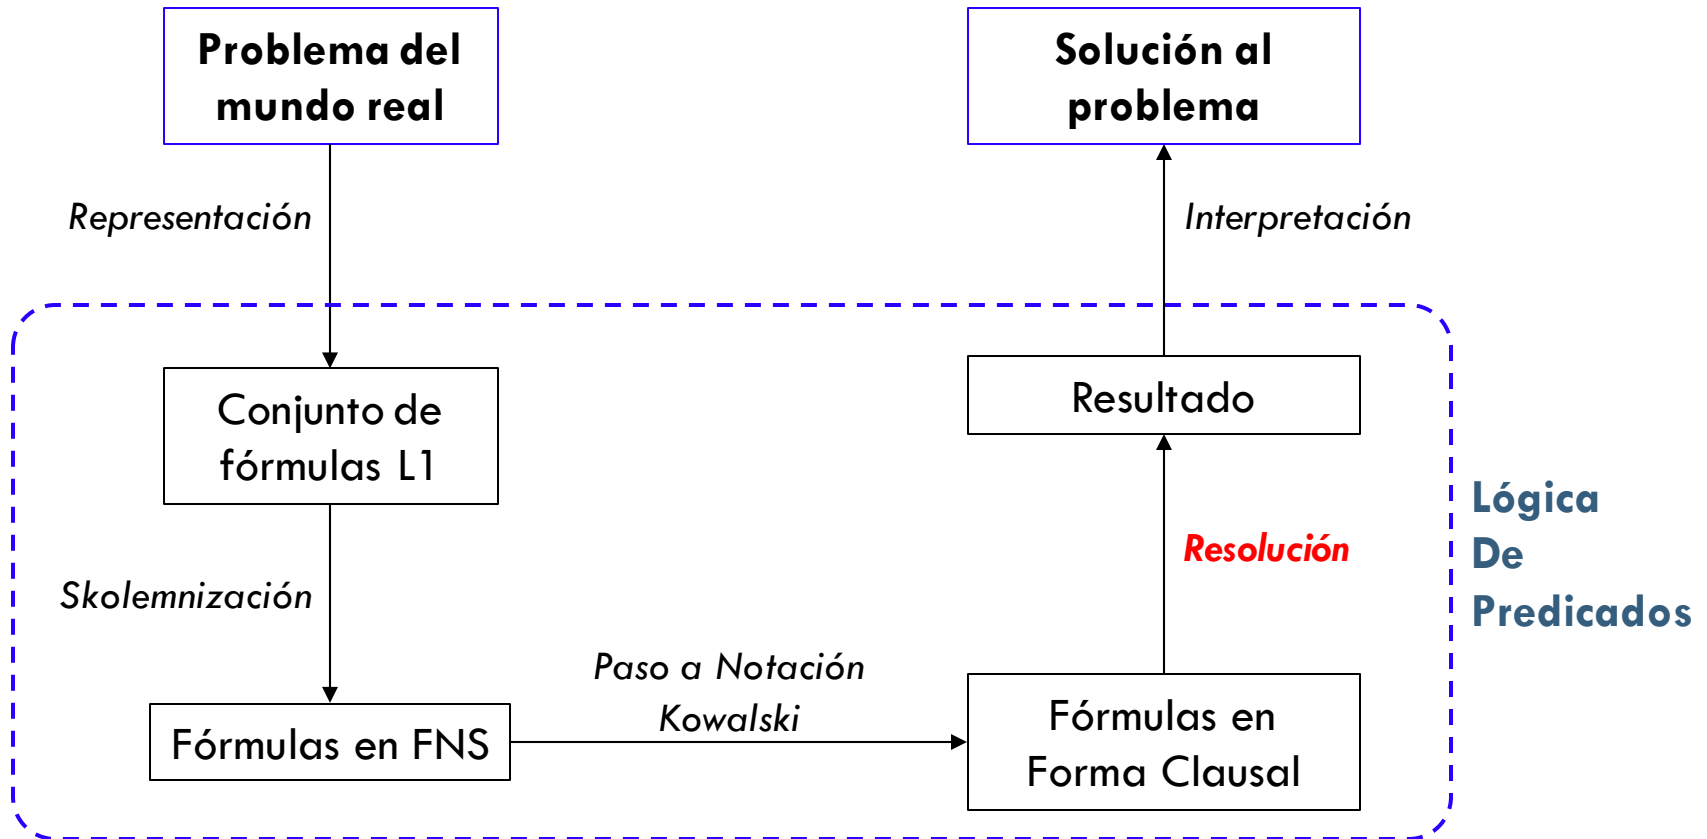 Problema del
mundo real
Solución al
problema
Representación
Interpretación
Conjunto de
fórmulas L1
Resultado
Lógica
De
Predicados
Resolución
Skolemnización
Paso a Notación
Kowalski
Fórmulas en FNS
Fórmulas en
Forma Clausal